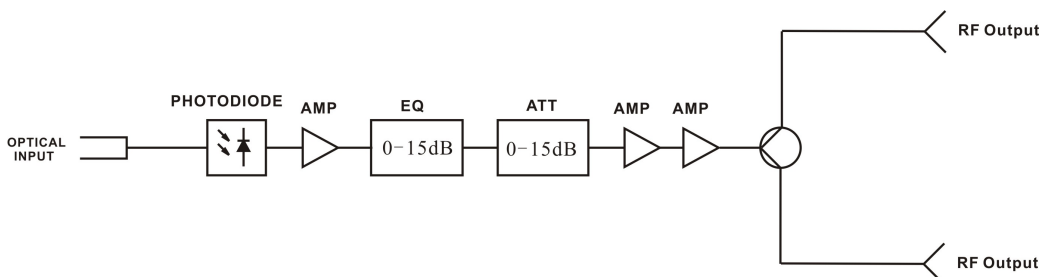 RF Output
PHOTODIODE
AMP
EQ
ATT
AMP
AMP
OPTICAL
INPUT
0-15dB
0-15dB
RF Output